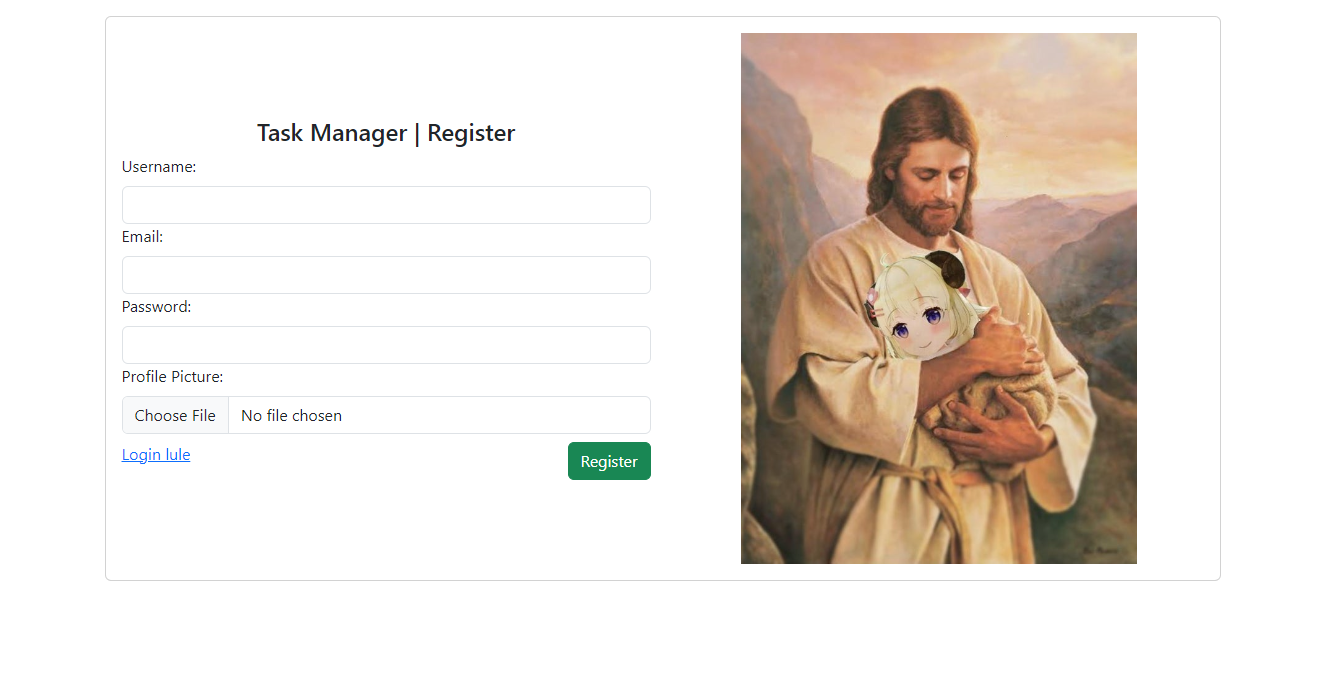 Task Manager | Register
Username:
Email:
Password:
Profile Picture:
Choose File No file chosen
Login lule
Register